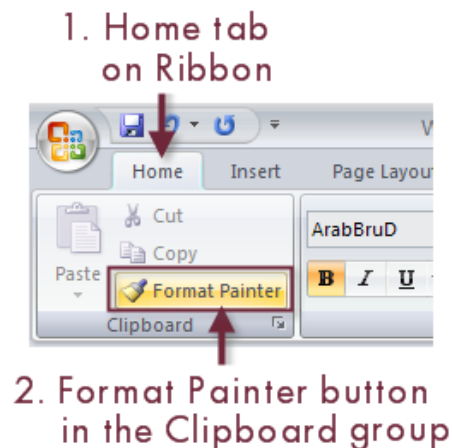 1. Home tab
on Ribbon
W
Home Insert Page Layou
Cut
Copy
Paste
Format Painter
Clipboard
ArabBruD
B I U
2. Format Painter button
in the Clipboard group